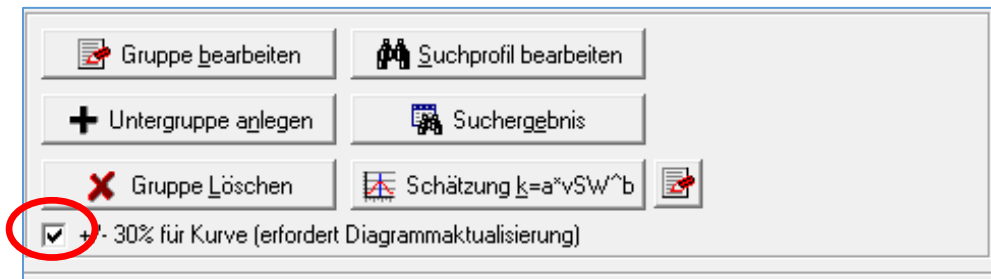 Gruppe bearbeiten
Suchprofil bearbeiten
Untergruppe anlegen
Suchergebnis
Gruppe Löschen
Schätzung k=a*vSW^b
+/- 30% für Kurve (erfordert Diagrammaktualisierung)